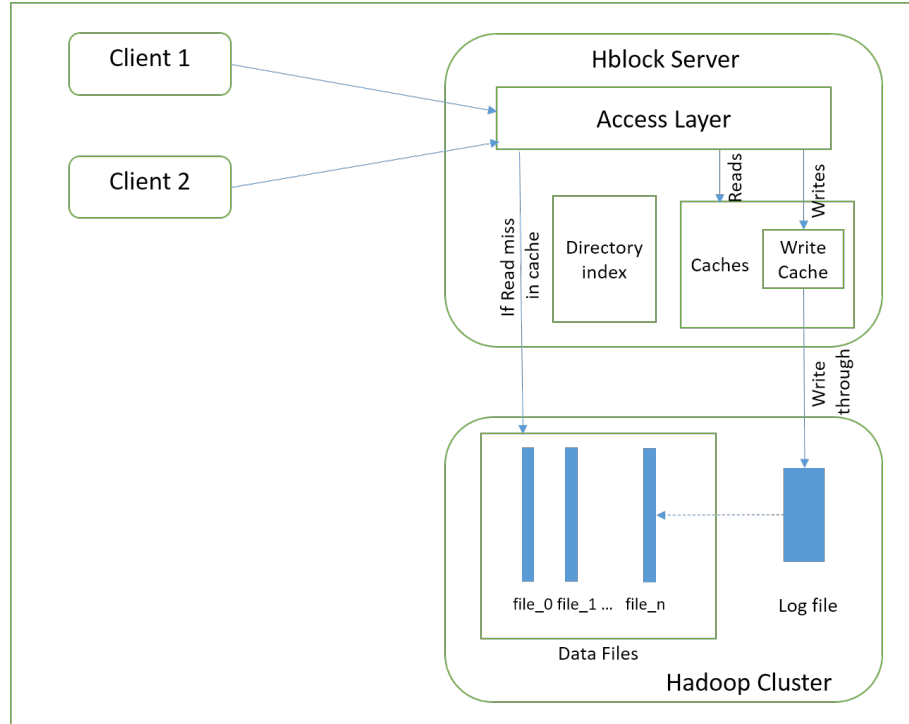 Client 1
Client 2
Hblock Server
Access Layer
Reads
Writes
If Read miss
in cache
Directory
index
Caches
Write
Cache
Write
through
file_0 file_1 ... file_n
Log file
Data Files
Hadoop Cluster